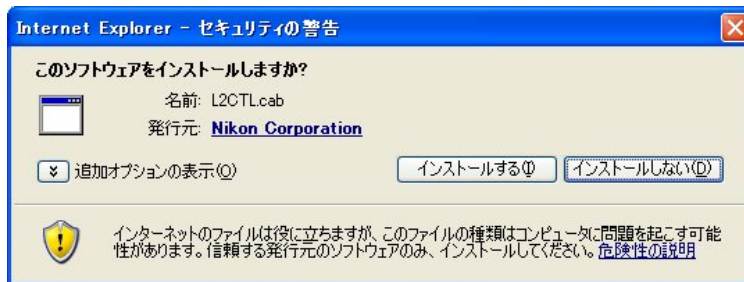 Internet Explorer - セキュリティの警告
このソフトウェアをインストールしますか?
名前: L2CTL.cab
発行元: Nikon Corporation
追加オプションの表示(O)
インストールする(I)
インストールしない(D)
インターネットのファイルは役に立ちますが、このファイルの種類はコンピュータに問題を起こす可能
性があります。信頼する発行元のソフトウェアのみ、インストールしてください。危険性の説明